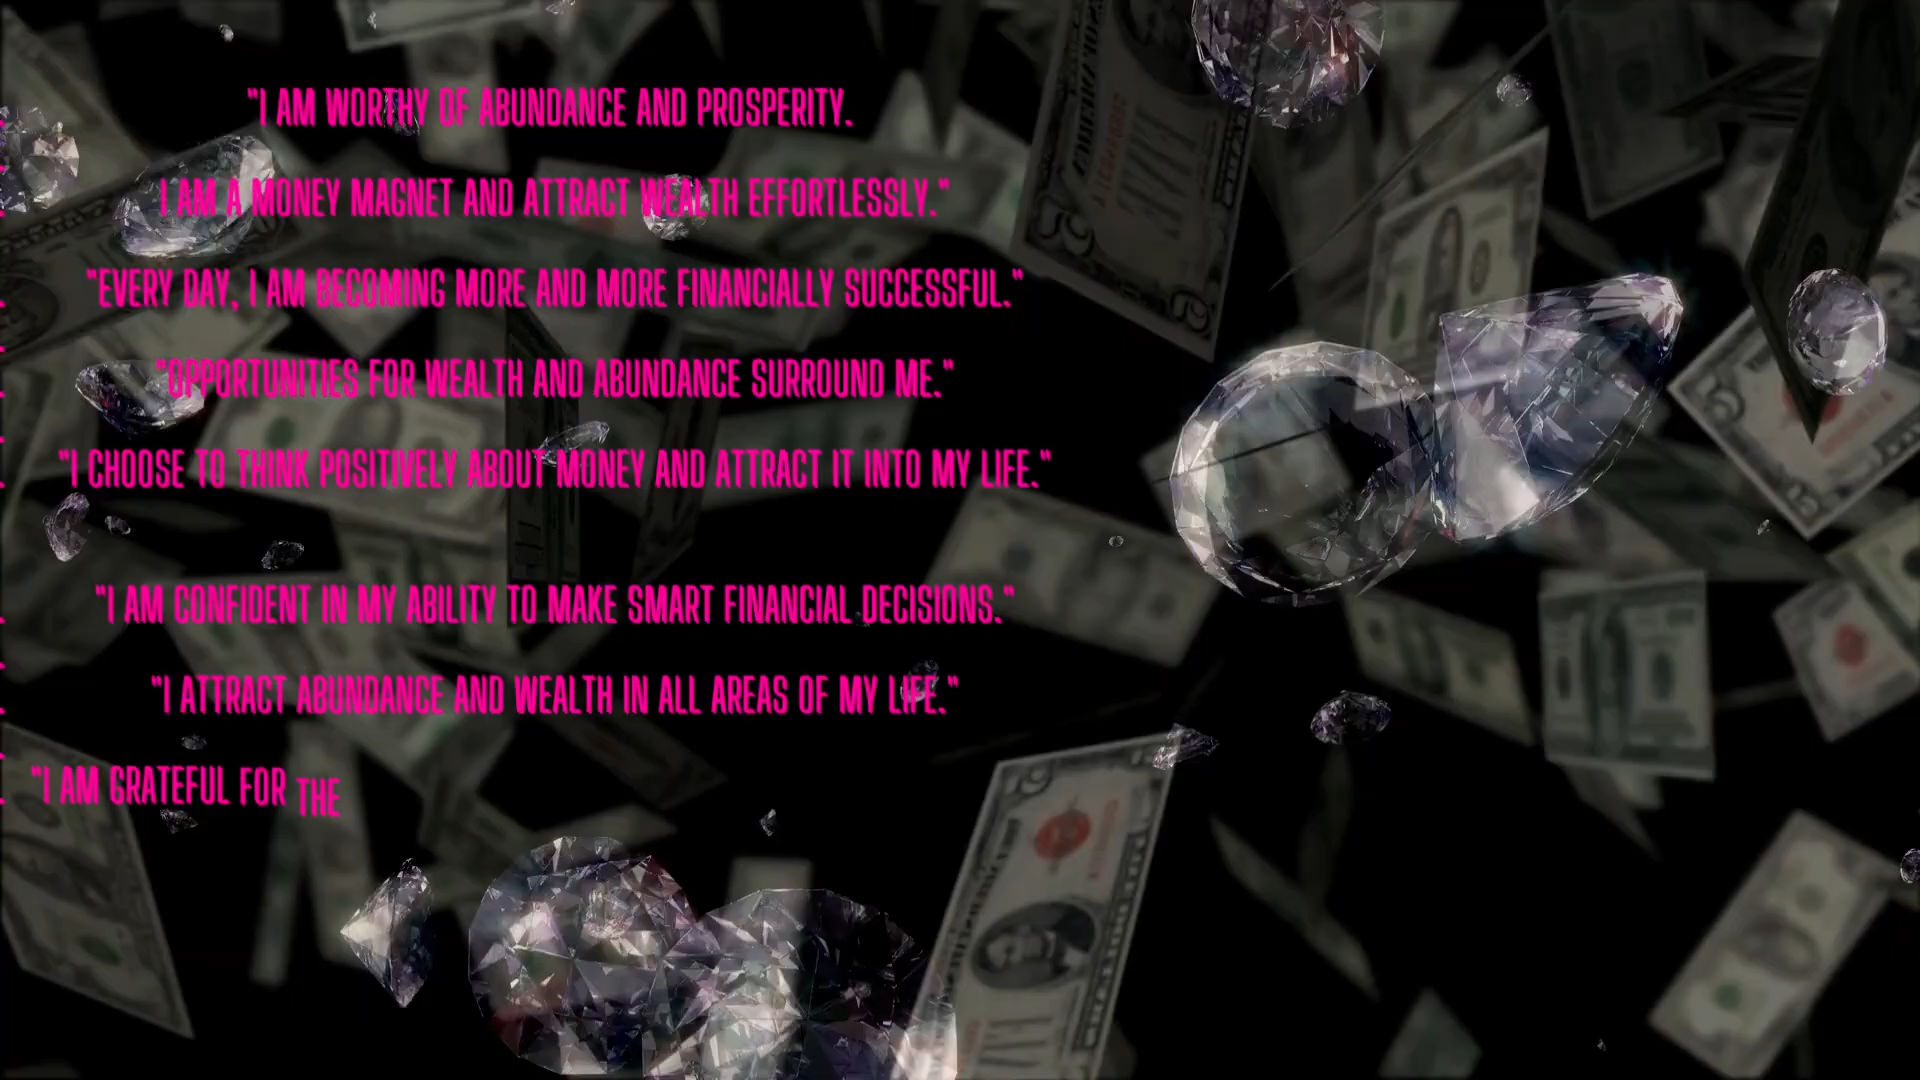 "I AM WORTHY OF ABUNDANCE AND PROSPERITY.
I AM A MONEY MAGNET AND ATTRACT WEALTH EFFORTLESSLY."
"EVERY DAY, I AM BECOMING MORE AND MORE FINANCIALLY SUCCESSFUL."
"OPPORTUNITIES FOR WEALTH AND ABUNDANCE SURROUND ME."
"I CHOOSE TO THINK POSITIVELY ABOUT MONEY AND ATTRACT IT INTO MY LIFE."
"I AM CONFIDENT IN MY ABILITY TO MAKE SMART FINANCIAL DECISIONS."
"I ATTRACT ABUNDANCE AND WEALTH IN ALL AREAS OF MY LIFE."
"I AM GRATEFUL FOR THE